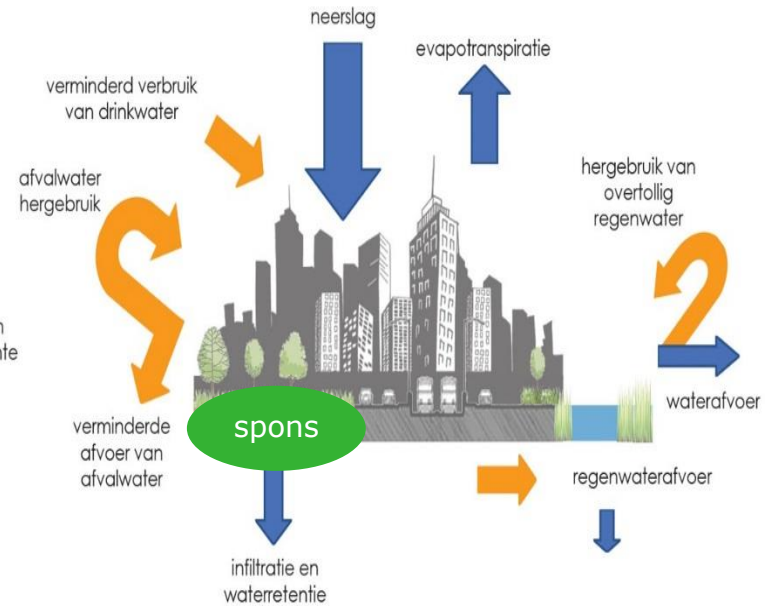 neerslag
evapotranspiratie
verminderd verbruik
van drinkwater
afvalwater
hergebruik
hergebruik van
overtollig
regenwater
waterafvoer
verminderde
afvoer van
afvalwater
spons
regenwaterafvoer
infiltratie en
waterretentie